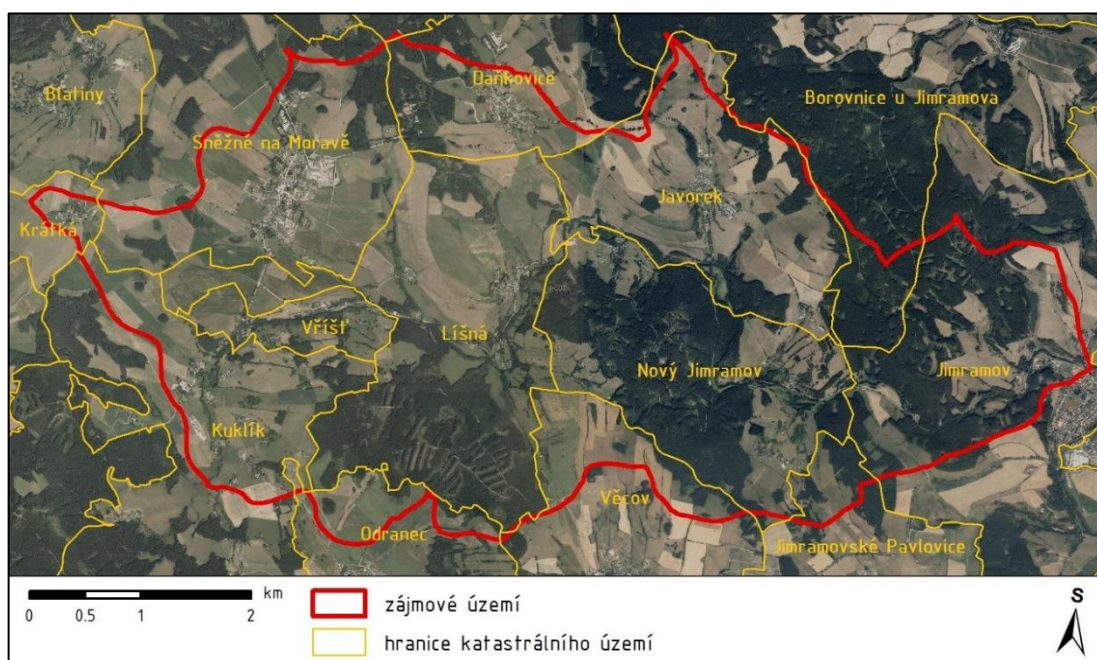 Daňkovice
Blatiny
Borovnice u Jimramova
Sněžné na Moravě
Javorek
Krátká
Vříšť
Líšná
Nový Jimramov
Jimramov
Kuklík
Věcov
Odranec
Jimramovské Pavlovice
km
0 0.5 1 2
zájmové území
hranice katastrálního území
S